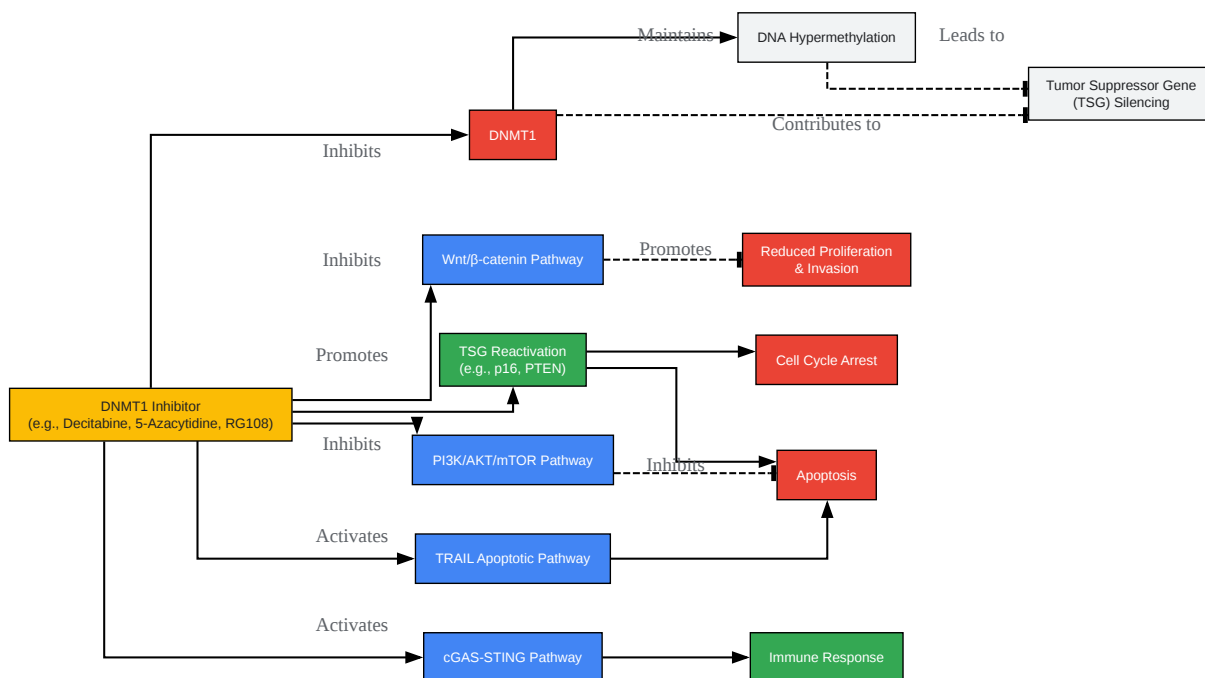 Maintains
DNA Hypermethylation
Leads to
Tumor Suppressor Gene
(TSG) Silencing
DNMT1
Contributes to
Inhibits
Inhibits
Wnt/β-catenin Pathway
Promotes
Reduced Proliferation
& Invasion
Promotes
TSG Reactivation
(e.g., p16, PTEN)
Cell Cycle Arrest
DNMT1 Inhibitor
(e.g., Decitabine, 5-Azacytidine, RG108)
Inhibits
PI3K/AKT/mTOR Pathway
Inhibits
Apoptosis
Activates
TRAIL Apoptotic Pathway
Activates
cGAS-STING Pathway
Immune Response